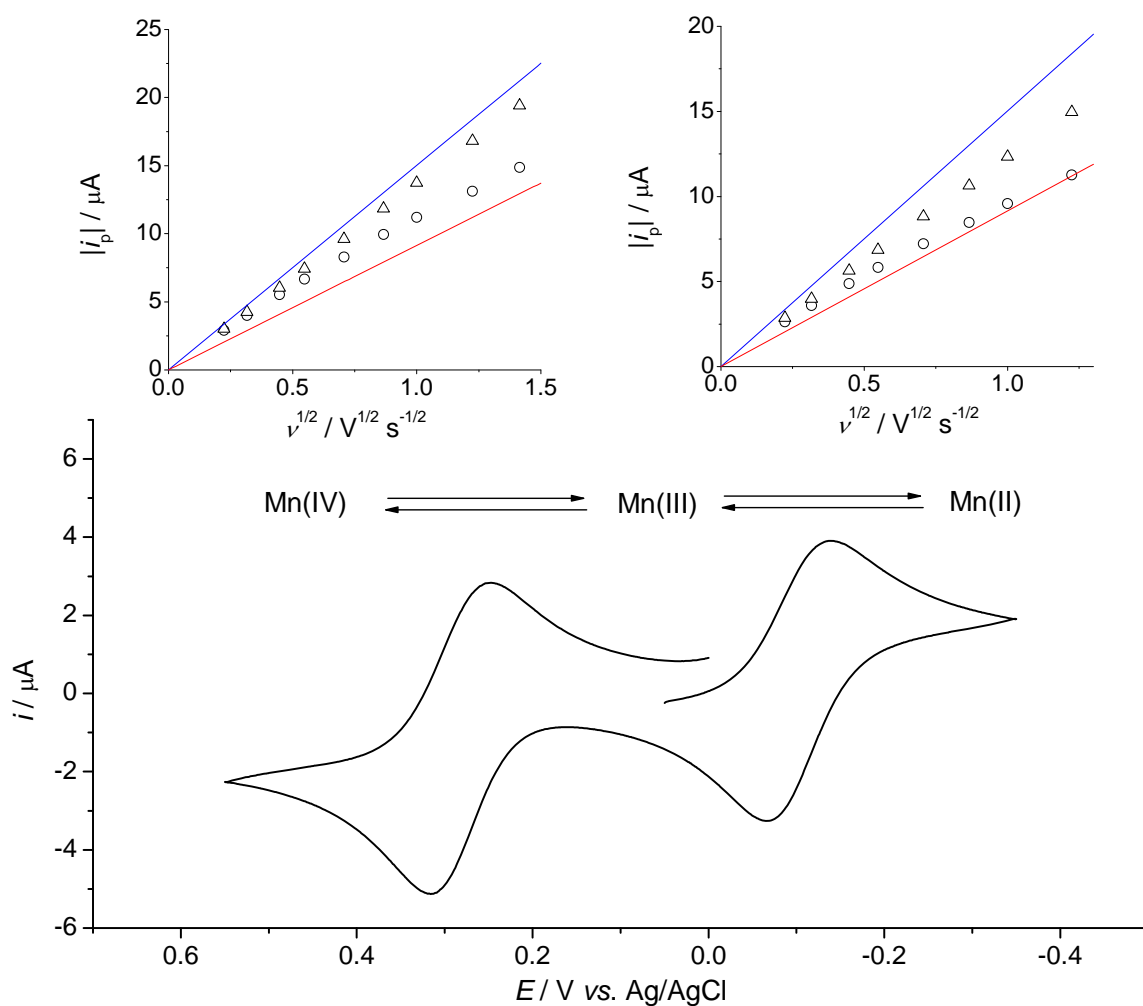 25
20
15
10
5
0
|i_p| / μA
0.0 0.5 1.0 1.5
ν^1/2 / V^1/2 s^-1/2
20
15
10
5
0
|i_p| / μA
0.0 0.5 1.0
ν^1/2 / V^1/2 s^-1/2
6
4
2
0
-2
-4
-6
i / μA
Mn(IV) Mn(III) Mn(II)
0.6 0.4 0.2 0.0 -0.2 -0.4
E / V vs. Ag/AgCl